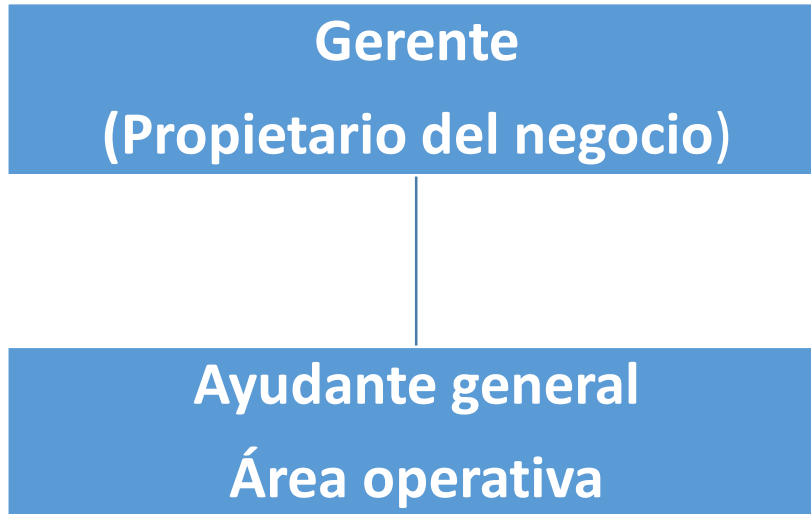 Gerente
(Propietario del negocio)
Ayudante general
Área operativa